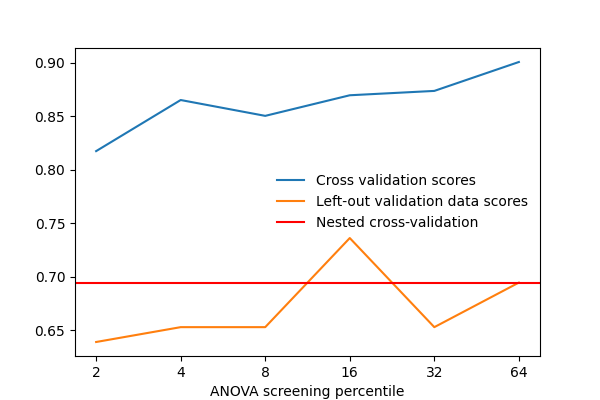 0.90
0.85
0.80
0.75
0.70
0.65
Cross validation scores
Left-out validation data scores
Nested cross-validation
2 4 8 16 32 64
ANOVA screening percentile